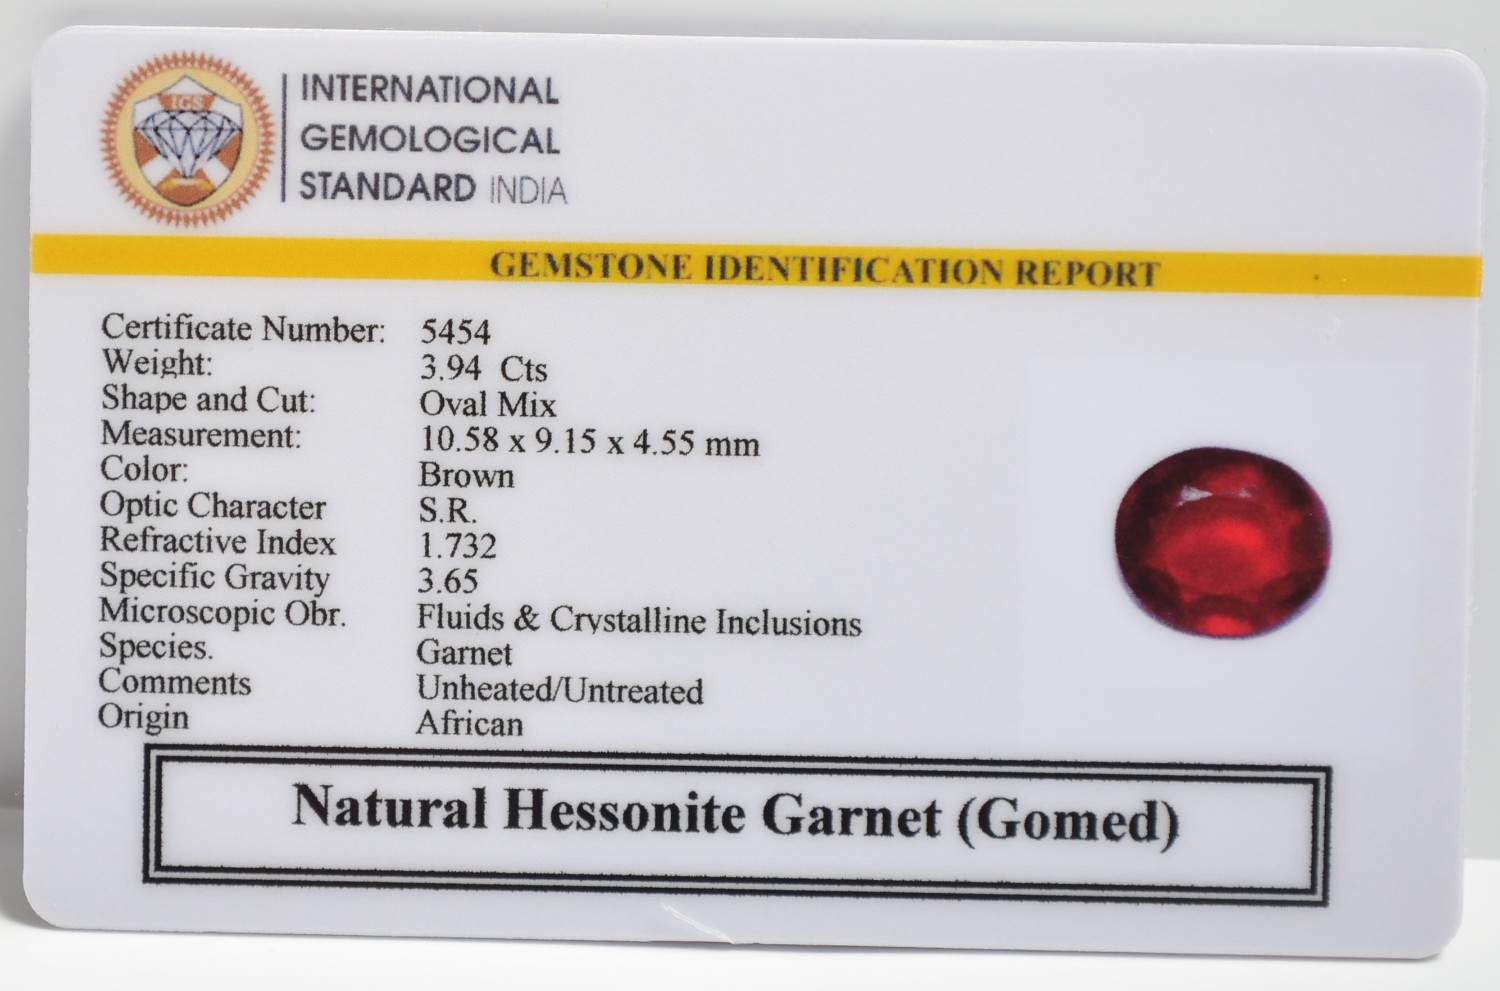 IGS
INTERNATIONAL
GEMOLOGICAL
STANDARD INDIA
GEMSTONE IDENTIFICATION REPORT
Certificate Number: 5454
Weight: 3.94 Cts
Shape and Cut: Oval Mix
Measurement: 10.58 x 9.15 x 4.55 mm
Color: Brown
Optic Character S.R.
Refractive Index 1.732
Specific Gravity 3.65
Microscopic Obr. Fluids & Crystalline Inclusions
Species. Garnet
Comments Unheated/Untreated
Origin African
Natural Hessonite Garnet (Gomed)